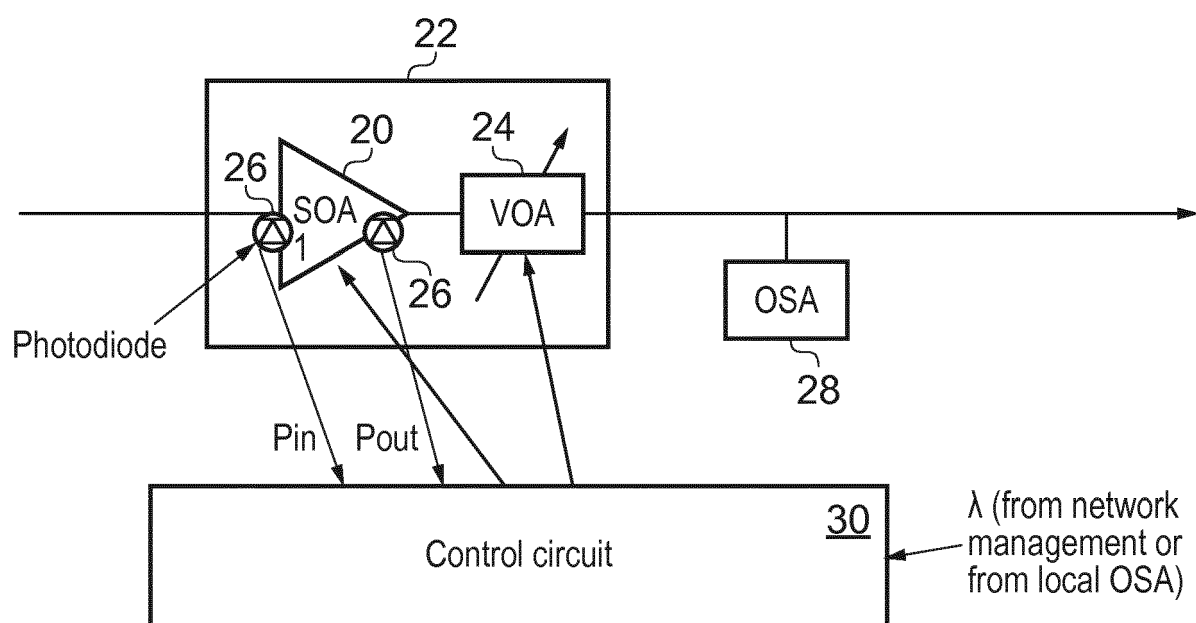 22
20
24
26
SOA
1
VOA
26
Photodiode
OSA
28
Pin
Pout
30
Control circuit
λ (from network
management or
from local OSA)